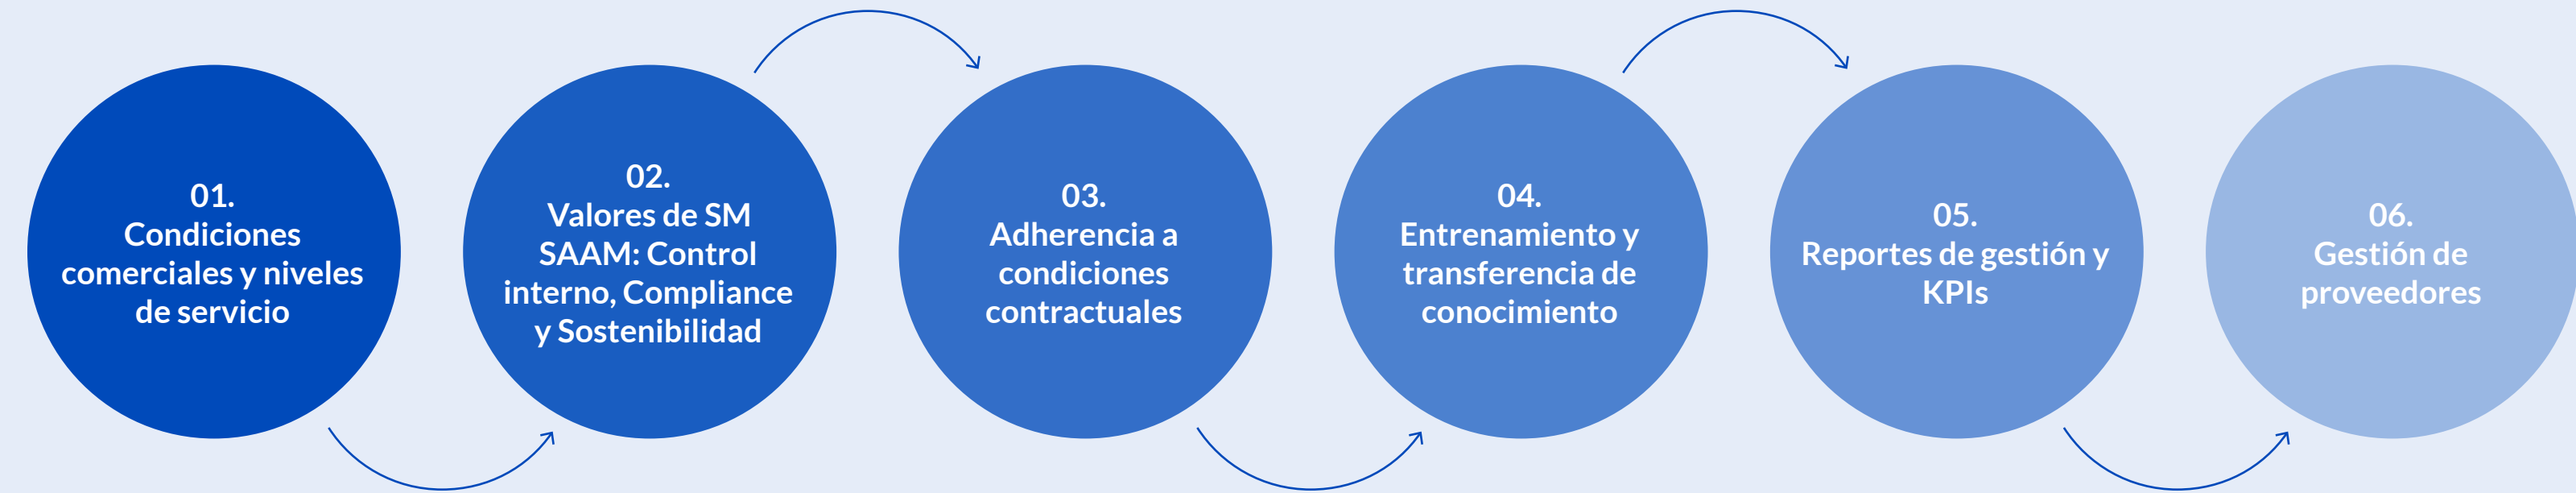 01.
Condiciones
comerciales y niveles
de servicio
02.
Valores de SM
SAAM: Control
interno, Compliance
y Sostenibilidad
03.
Adherencia a
condiciones
contractuales
04.
Entrenamiento y
transferencia de
conocimiento
05.
Reportes de gestión y
KPIs
06.
Gestión de
proveedores